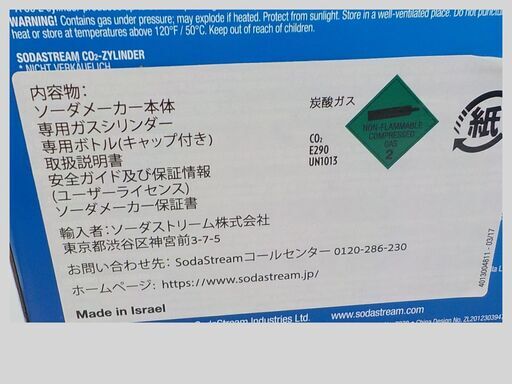 WARNING! Contains gas under pressure; may explode if heated. Protect from sunlight. Store in a well-ventilated place. Do not
temperatures above 120°F / 50°C. Keep out of reach of children.
SODASTREAM CO₂-ZYLINDER
* NICHT VERKÄUFLICH
内容物:
ソーダメーカー本体
専用ガスシリンダー
専用ボトル(キャップ付き)
取扱説明書
安全ガイド及び保証情報
(ユーザーライセンス)
ソーダメーカー保証書
炭酸ガス
CO₂
E290
UN1013
NON-FLAMMABLE
COMPRESSED
GAS
2
紙
輸入者：ソーダストリーム株式会社
東京都渋谷区神宮前3-7-5
お問い合わせ先：SodaStreamコールセンター 0120-286-230
ホームページ：https://www.sodastream.jp/
Made in Israel
4013004811 - 03/17
SodaStream Industries Ltd.
www.sodastream.com